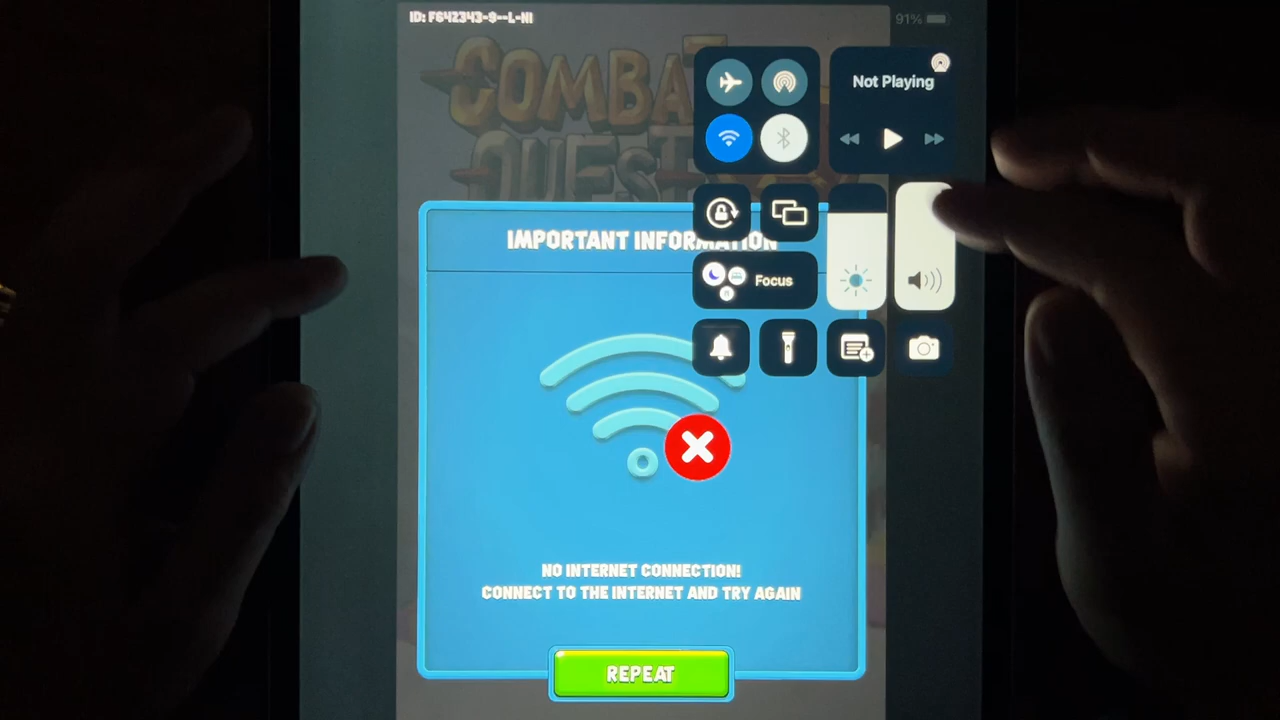 ID: F642343-9--L-NI
91%
COMBAT
QUEST
Not Playing
IMPORTANT INFORMATION
Focus
NO INTERNET CONNECTION!
CONNECT TO THE INTERNET AND TRY AGAIN
REPEAT